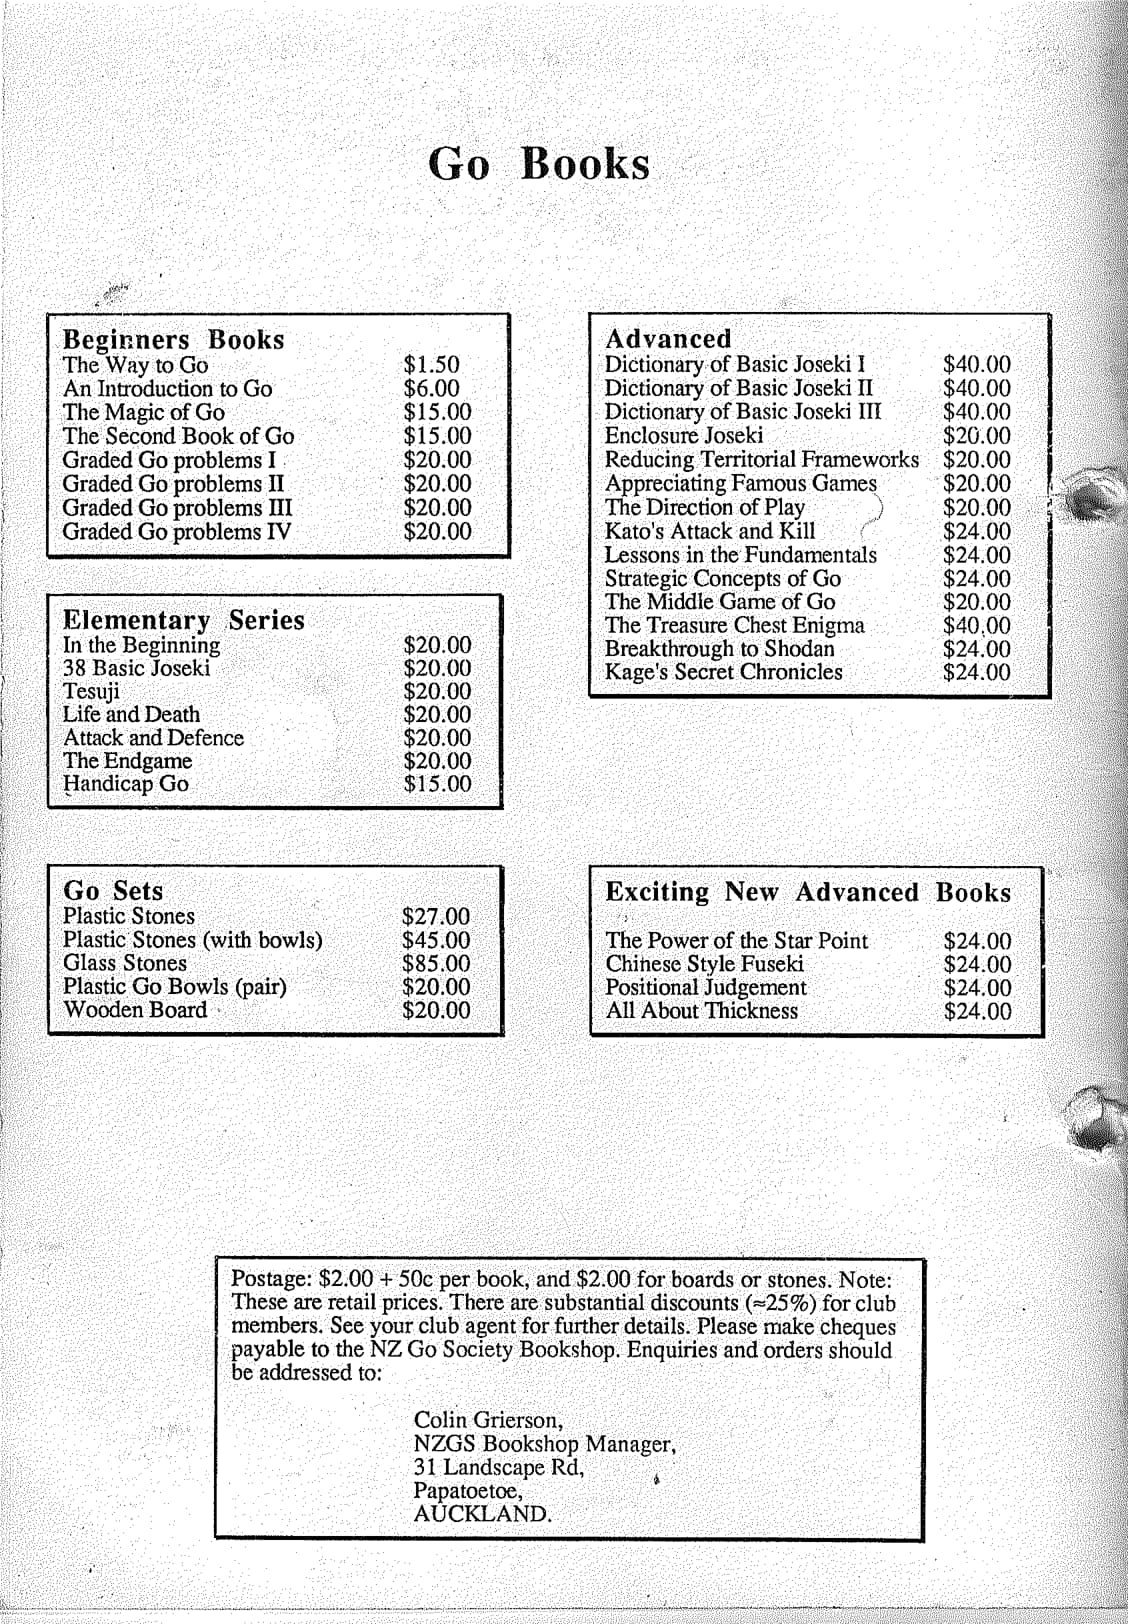 Go Books
Beginners Books
The Way to Go $1.50
An Introduction to Go $6.00
The Magic of Go $15.00
The Second Book of Go $15.00
Graded Go problems I $20.00
Graded Go problems II $20.00
Graded Go problems III $20.00
Graded Go problems IV $20.00
Elementary Series
In the Beginning $20.00
38 Basic Joseki $20.00
Tesuji $20.00
Life and Death $20.00
Attack and Defence $20.00
The Endgame $20.00
Handicap Go $15.00
Go Sets
Plastic Stones $27.00
Plastic Stones (with bowls) $45.00
Glass Stones $85.00
Plastic Go Bowls (pair) $20.00
Wooden Board $20.00
Advanced
Dictionary of Basic Joseki I $40.00
Dictionary of Basic Joseki II $40.00
Dictionary of Basic Joseki III $40.00
Enclosure Joseki $20.00
Reducing Territorial Frameworks $20.00
Appreciating Famous Games $20.00
The Direction of Play $20.00
Kato's Attack and Kill $24.00
Lessons in the Fundamentals $24.00
Strategic Concepts of Go $24.00
The Middle Game of Go $20.00
The Treasure Chest Enigma $40.00
Breakthrough to Shodan $24.00
Kage's Secret Chronicles $24.00
Exciting New Advanced Books
The Power of the Star Point $24.00
Chinese Style Fuseki $24.00
Positional Judgement $24.00
All About Thickness $24.00
Postage: $2.00 + 50c per book, and $2.00 for boards or stones. Note:
These are retail prices. There are substantial discounts (≈25%) for club
members. See your club agent for further details. Please make cheques
payable to the NZ Go Society Bookshop. Enquiries and orders should
be addressed to:
Colin Grierson,
NZGS Bookshop Manager,
31 Landscape Rd,
Papatoetoe,
AUCKLAND.